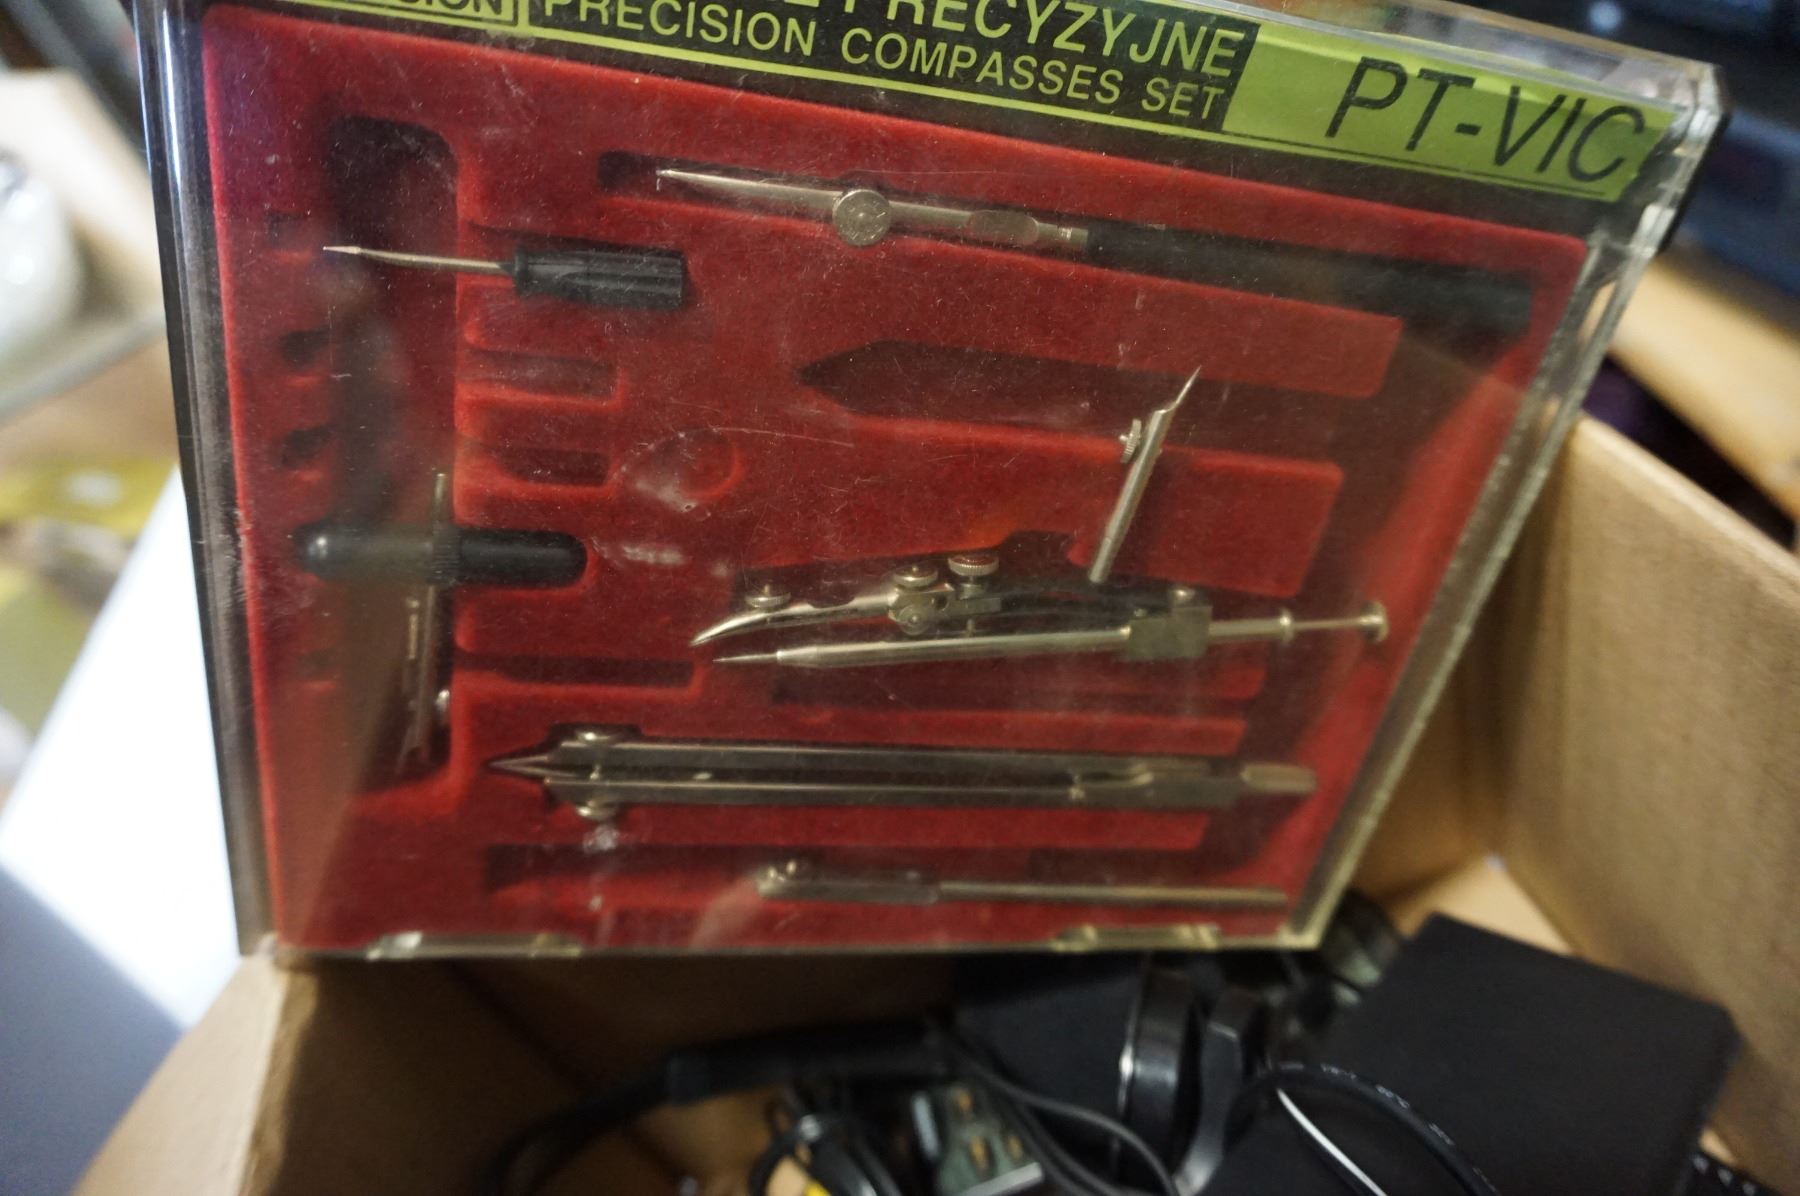 PRECYZYJNE
PRECISION COMPASSES SET
PT-VIC